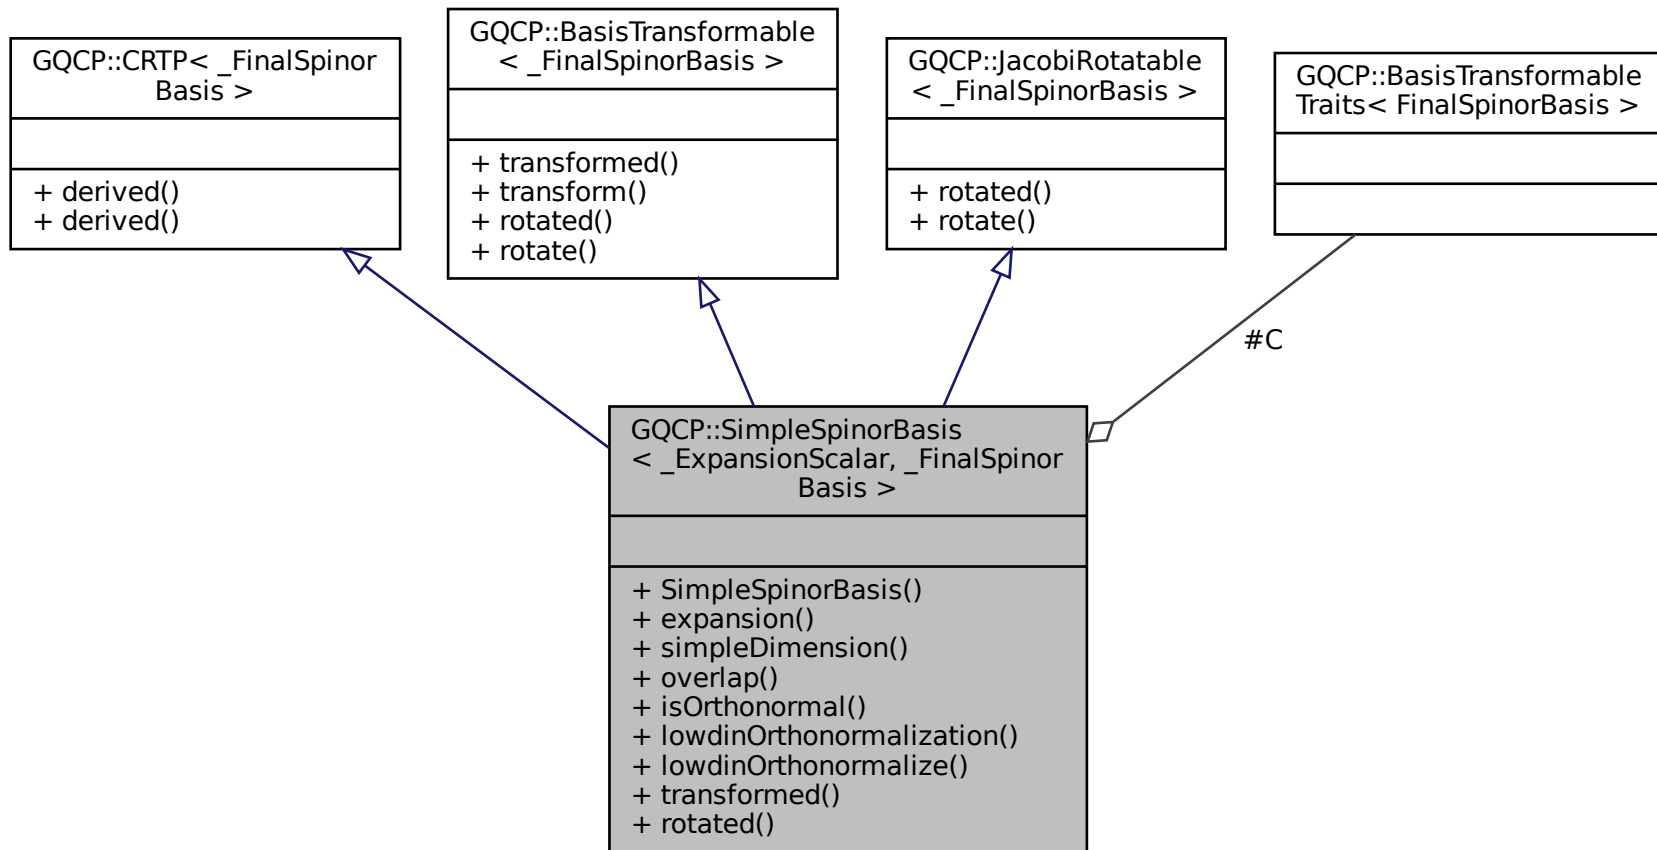 GQCP::CRTP< _FinalSpinor
Basis >
+ derived()
+ derived()
GQCP::BasisTransformable
< _FinalSpinorBasis >
+ transformed()
+ transform()
+ rotated()
+ rotate()
GQCP::JacobiRotatable
< _FinalSpinorBasis >
+ rotated()
+ rotate()
GQCP::BasisTransformable
Traits< FinalSpinorBasis >
#C
GQCP::SimpleSpinorBasis
< _ExpansionScalar, _FinalSpinor
Basis >
+ SimpleSpinorBasis()
+ expansion()
+ simpleDimension()
+ overlap()
+ isOrthonormal()
+ lowdinOrthonormalization()
+ lowdinOrthonormalize()
+ transformed()
+ rotated()